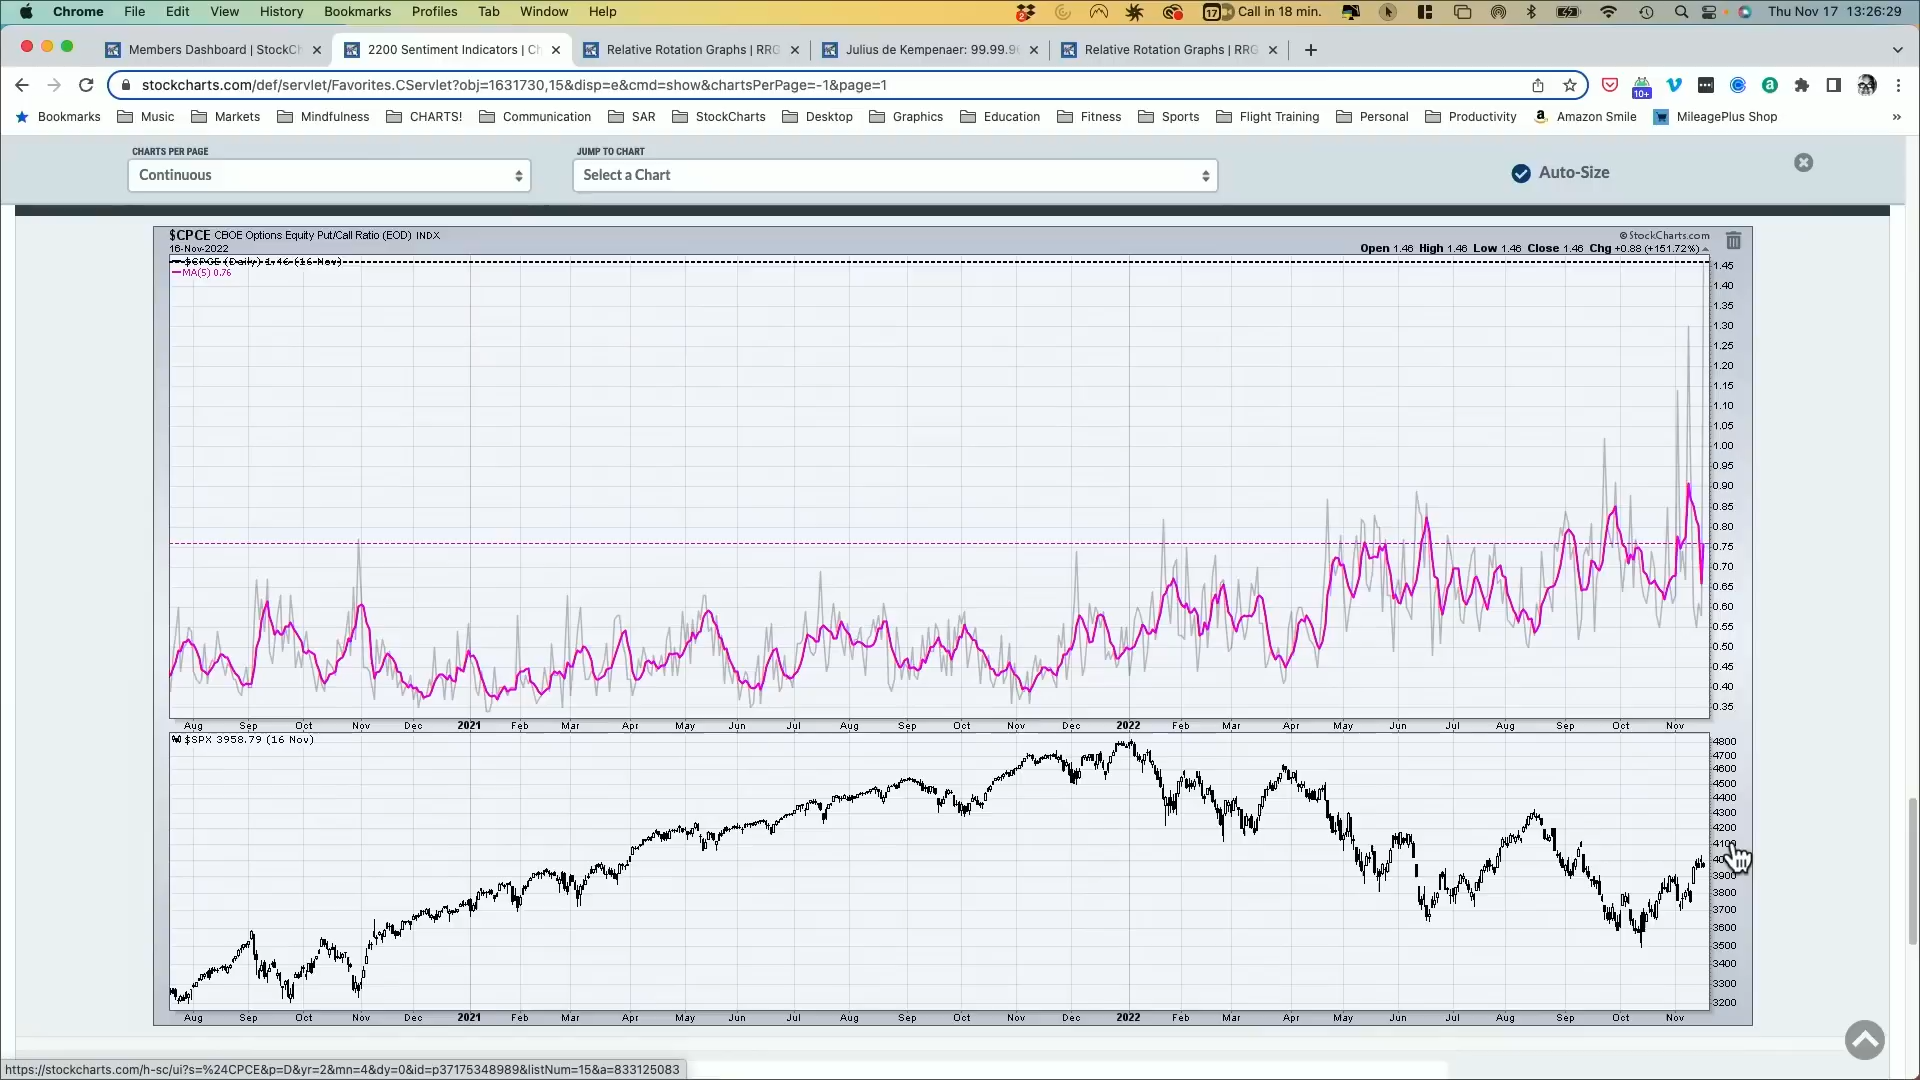 Chrome File Edit View History Bookmarks Profiles Tab Window Help
17 Call in 18 min. Thu Nov 17 13:26:29
Members Dashboard | StockCh
2200 Sentiment Indicators | Ch
Relative Rotation Graphs | RRG
Julius de Kempenaer: 99.99.9
Relative Rotation Graphs | RRG
stockcharts.com/def/servlet/Favorites.CServlet?obj=1631730,15&disp=e&cmd=show&chartsPerPage=-1&page=1
10+
Bookmarks Music Markets Mindfulness CHARTS! Communication SAR StockCharts Desktop Graphics Education Fitness Sports Flight Training Personal Productivity Amazon Smile MileagePlus Shop »
CHARTS PER PAGE
Continuous
JUMP TO CHART
Select a Chart
Auto-Size
$CPCE CBOE Options Equity Put/Call Ratio (EOD) INDX
© StockCharts.com
16-Nov-2022
Open 1.46 High 1.46 Low 1.46 Close 1.46 Chg +0.88 (+151.72%)
$CPCE (Daily) 1.46 (16 Nov)
MA(5) 0.76
1.45
1.40
1.35
1.30
1.25
1.20
1.15
1.10
1.05
1.00
0.95
0.90
0.85
0.80
0.75
0.70
0.65
0.60
0.55
0.50
0.45
0.40
0.35
Aug Sep Oct Nov Dec 2021 Feb Mar Apr May Jun Jul Aug Sep Oct Nov Dec 2022 Feb Mar Apr May Jun Jul Aug Sep Oct Nov
$SPX 3958.79 (16 Nov)
4800
4700
4600
4500
4400
4300
4200
4100
3900
3800
3700
3600
3500
3400
3300
3200
Aug Sep Oct Nov Dec 2021 Feb Mar Apr May Jun Jul Aug Sep Oct Nov Dec 2022 Feb Mar Apr May Jun Jul Aug Sep Oct Nov
https://stockcharts.com/h-sc/ui?s=%24CPCE&p=D&yr=2&mn=4&dy=0&id=p37175348989&listNum=15&a=833125083